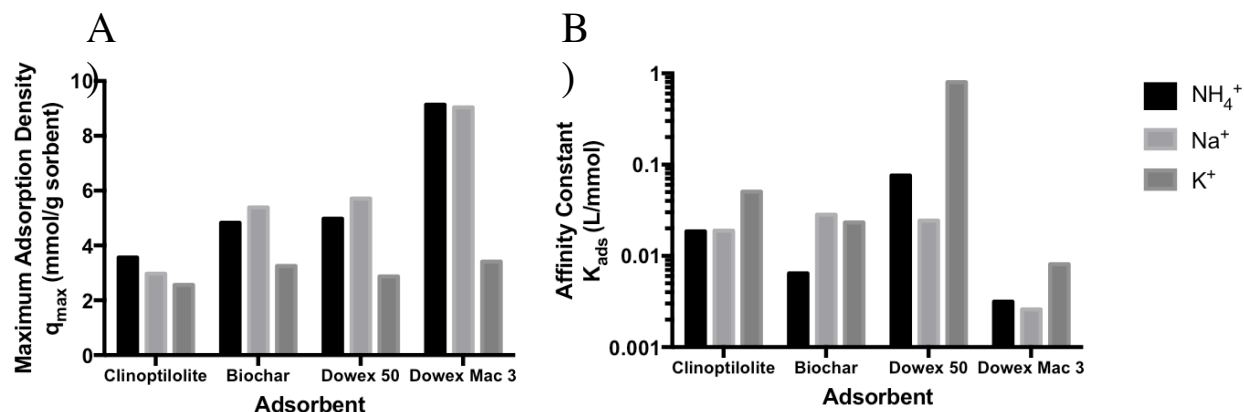 A
)
Maximum Adsorption Density
q_max (mmol/g sorbent)
10
8
6
4
2
0
Clinoptilolite Biochar Dowex 50 Dowex Mac 3
Adsorbent
B
)
Affinity Constant
K_ads (L/mmol)
1
0.1
0.01
0.001
Clinoptilolite Biochar Dowex 50 Dowex Mac 3
Adsorbent
NH₄⁺
Na⁺
K⁺